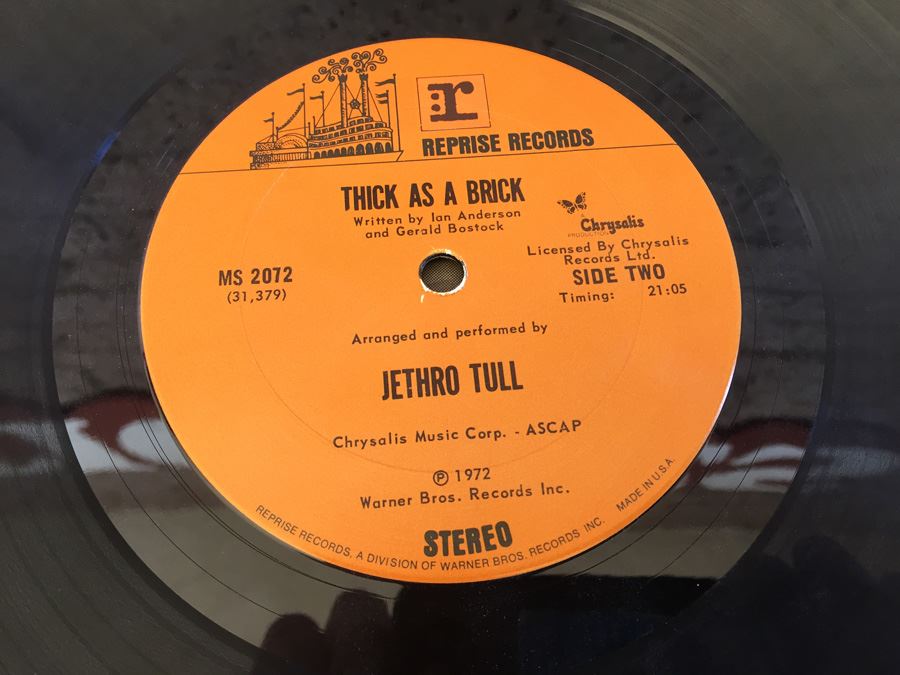 r
REPRISE RECORDS
THICK AS A BRICK
Written by Ian Anderson
and Gerald Bostock
A
Chrysalis
PRODUCTION
Licensed By Chrysalis
Records Ltd.
MS 2072
(31,379)
SIDE TWO
Timing: 21:05
Arranged and performed by
JETHRO TULL
Chrysalis Music Corp. - ASCAP
Ⓟ 1972
Warner Bros. Records Inc.
STEREO
REPRISE RECORDS, A DIVISION OF WARNER BROS. RECORDS INC. MADE IN U.S.A.